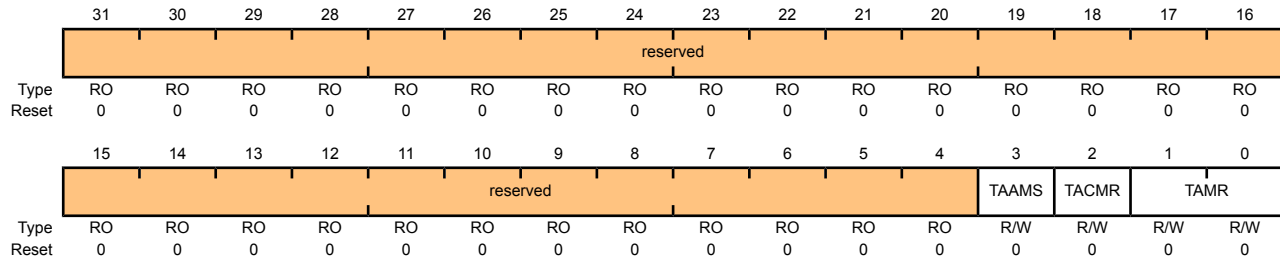 31 30 29 28 27 26 25 24 23 22 21 20 19 18 17 16
reserved
Type RO RO RO RO RO RO RO RO RO RO RO RO RO RO RO RO
Reset 0 0 0 0 0 0 0 0 0 0 0 0 0 0 0 0
15 14 13 12 11 10 9 8 7 6 5 4 3 2 1 0
reserved TAAMS TACMR TAMR
Type RO RO RO RO RO RO RO RO RO RO RO RO R/W R/W R/W R/W
Reset 0 0 0 0 0 0 0 0 0 0 0 0 0 0 0 0